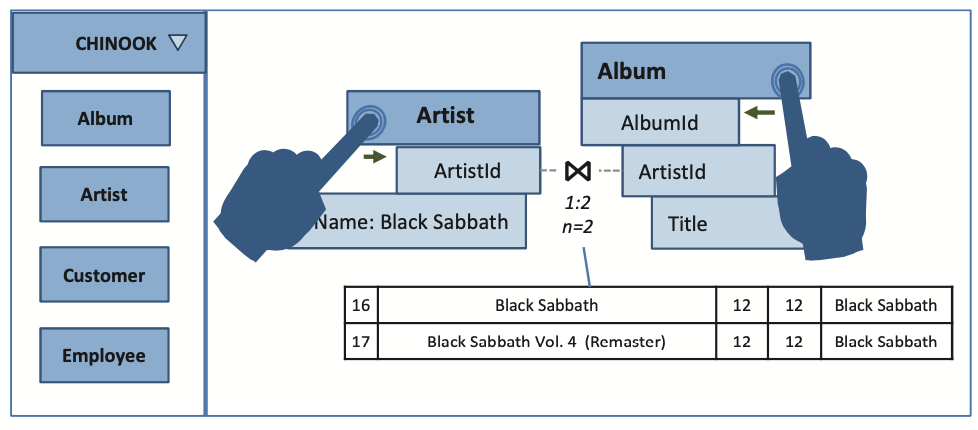 CHINOOK
Album
Artist
Customer
Employee
Artist
ArtistId
Name: Black Sabbath
Album
AlbumId
ArtistId
Title
1:2
n=2
16 Black Sabbath 12 12 Black Sabbath
17 Black Sabbath Vol. 4 (Remaster) 12 12 Black Sabbath